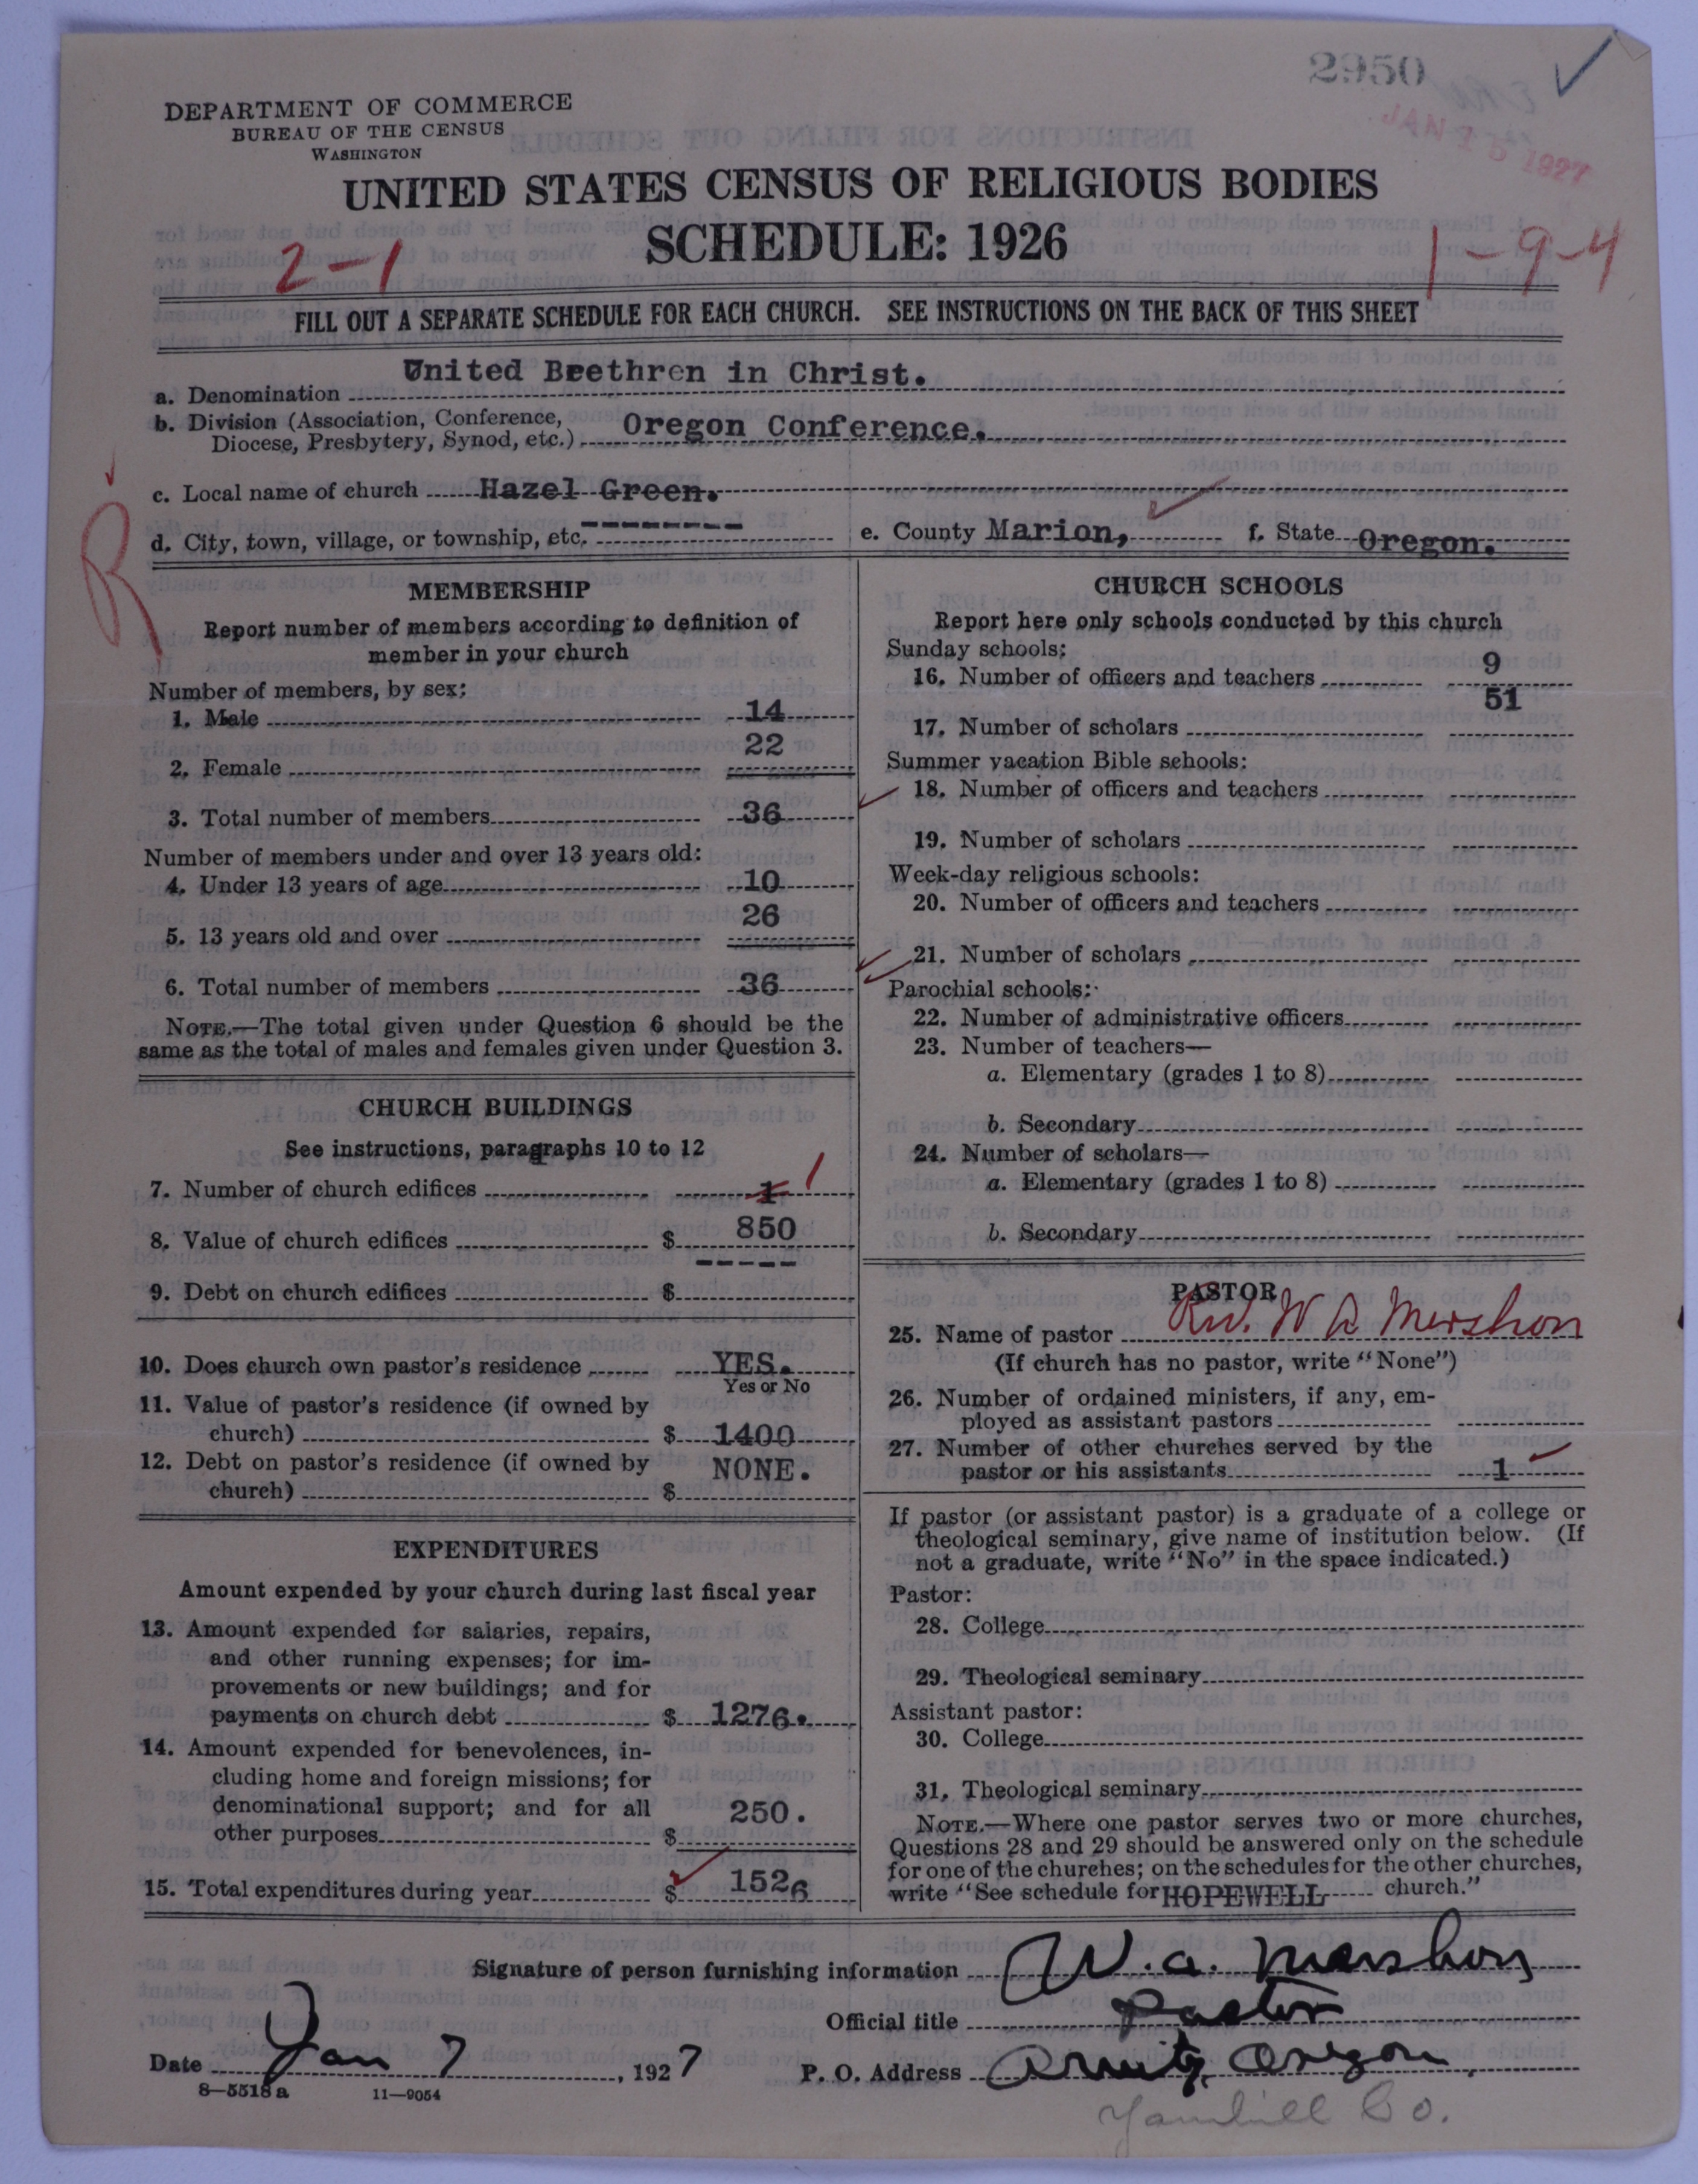 2950
JAN 25 1927
DEPARTMENT OF COMMERCE
BUREAU OF THE CENSUS
WASHINGTON
UNITED STATES CENSUS OF RELIGIOUS BODIES
SCHEDULE: 1926
2-1
1-9-4
FILL OUT A SEPARATE SCHEDULE FOR EACH CHURCH. SEE INSTRUCTIONS ON THE BACK OF THIS SHEET
a. Denomination United Brethren in Christ.
b. Division (Association, Conference,
Diocese, Presbytery, Synod, etc.) Oregon Conference.
c. Local name of church Hazel Green.
d. City, town, village, or township, etc. --------- e. County Marion, f. State Oregon.
R
MEMBERSHIP
Report number of members according to definition of
member in your church
Number of members, by sex:
1. Male 14
2. Female 22
3. Total number of members 36
Number of members under and over 13 years old:
4. Under 13 years of age 10
5. 13 years old and over 26
6. Total number of members 36
NOTE.—The total given under Question 6 should be the
same as the total of males and females given under Question 3.
CHURCH BUILDINGS
See instructions, paragraphs 10 to 12
7. Number of church edifices 1 1
8. Value of church edifices $ 850
9. Debt on church edifices $ -----
10. Does church own pastor's residence YES.
Yes or No
11. Value of pastor's residence (if owned by
church) $ 1400
12. Debt on pastor's residence (if owned by
church) $ NONE.
EXPENDITURES
Amount expended by your church during last fiscal year
13. Amount expended for salaries, repairs,
and other running expenses; for im-
provements or new buildings; and for
payments on church debt $ 1276.
14. Amount expended for benevolences, in-
cluding home and foreign missions; for
denominational support; and for all
other purposes $ 250.
15. Total expenditures during year $ 1526
CHURCH SCHOOLS
Report here only schools conducted by this church
Sunday schools:
16. Number of officers and teachers 9
17. Number of scholars 51
Summer vacation Bible schools:
18. Number of officers and teachers
19. Number of scholars
Week-day religious schools:
20. Number of officers and teachers
21. Number of scholars
Parochial schools:
22. Number of administrative officers
23. Number of teachers—
a. Elementary (grades 1 to 8)
b. Secondary
24. Number of scholars—
a. Elementary (grades 1 to 8)
b. Secondary
PASTOR
25. Name of pastor Rev. W A Mershon
(If church has no pastor, write "None")
26. Number of ordained ministers, if any, em-
ployed as assistant pastors
27. Number of other churches served by the
pastor or his assistants 1
If pastor (or assistant pastor) is a graduate of a college or
theological seminary, give name of institution below. (If
not a graduate, write "No" in the space indicated.)
Pastor:
28. College
29. Theological seminary
Assistant pastor:
30. College
31. Theological seminary
NOTE.—Where one pastor serves two or more churches,
Questions 28 and 29 should be answered only on the schedule
for one of the churches; on the schedules for the other churches,
write "See schedule for HOPEWELL church."
Signature of person furnishing information W. A. Mershon
Official title Pastor
Date Jan 7, 1927 P. O. Address Amity, Oregon
8-5518a 11-9054
Yamhill Co.